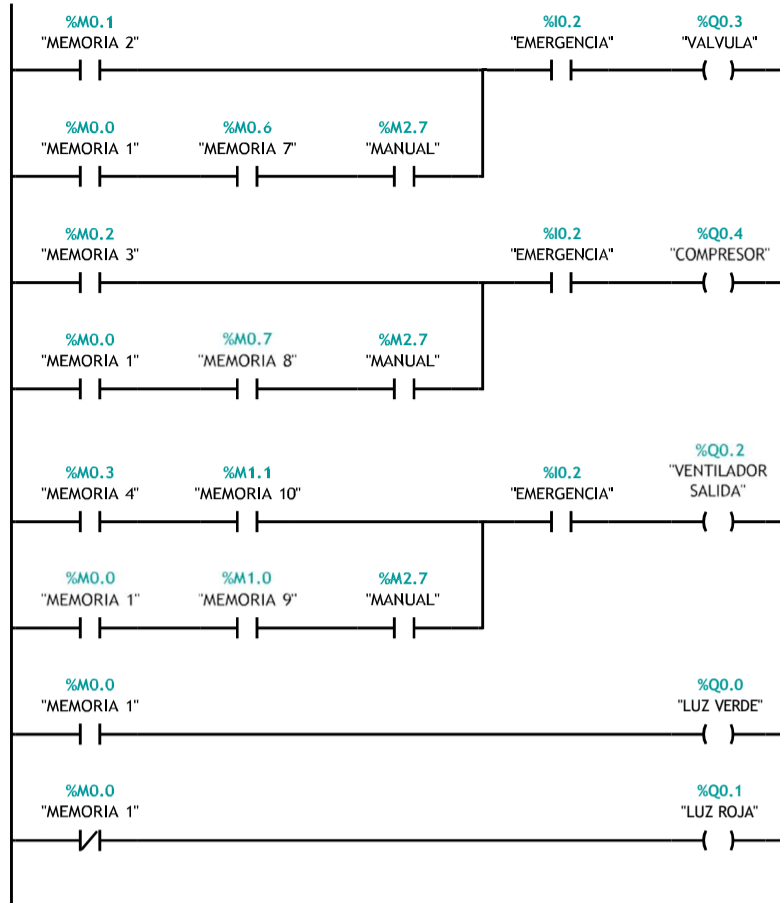 %M0.1 %I0.2 %Q0.3
"MEMORIA 2" "EMERGENCIA" "VALVULA"
%M0.0 %M0.6 %M2.7
"MEMORIA 1" "MEMORIA 7" "MANUAL"
%M0.2 %I0.2 %Q0.4
"MEMORIA 3" "EMERGENCIA" "COMPRESOR"
%M0.0 %M0.7 %M2.7
"MEMORIA 1" "MEMORIA 8" "MANUAL"
%Q0.2
%M0.3 %M1.1 %I0.2 "VENTILADOR
"MEMORIA 4" "MEMORIA 10" "EMERGENCIA" SALIDA"
%M0.0 %M1.0 %M2.7
"MEMORIA 1" "MEMORIA 9" "MANUAL"
%M0.0 %Q0.0
"MEMORIA 1" "LUZ VERDE"
%M0.0 %Q0.1
"MEMORIA 1" "LUZ ROJA"